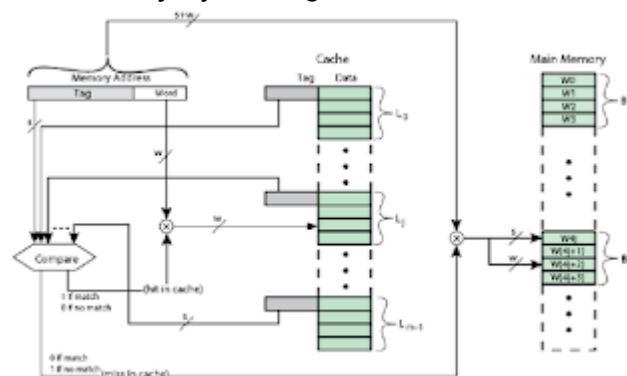 s+w
Cache
Main Memory
Memory Address
Tag
Data
Tag
Word
W0
W1
W2
W3
B
L0
s
w
w
Lj
s
W4j
W(4j+1)
W(4j+2)
W(4j+3)
B
w
Compare
(hit in cache)
1 if match
0 if no match
s
Lm-1
0 if match
1 if no match
(miss in cache)